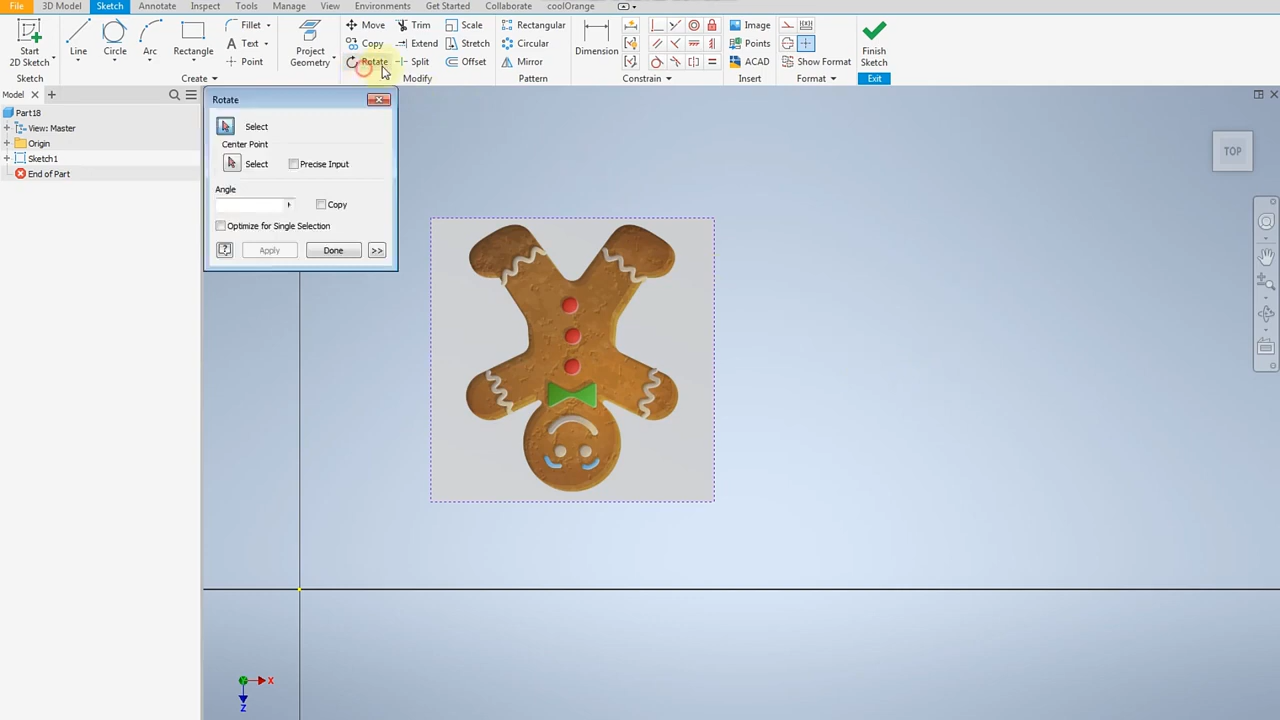 File 3D Model Sketch Annotate Inspect Tools Manage View Environments Get Started Collaborate coolOrange
Start
2D Sketch
Line
Circle
Arc
Rectangle
Fillet
Text
Point
Project
Geometry
Move
Copy
Rotate
Trim
Extend
Split
Scale
Stretch
Offset
Rectangular
Circular
Mirror
Dimension
Image
Points
ACAD
Show Format
Finish
Sketch
Sketch
Create
Modify
Pattern
Constrain
Insert
Format
Exit
Model
Part18
View: Master
Origin
Sketch1
End of Part
Rotate
Select
Center Point
Select
Precise Input
Angle
Copy
Optimize for Single Selection
Apply
Done
>>
TOP
X
Z